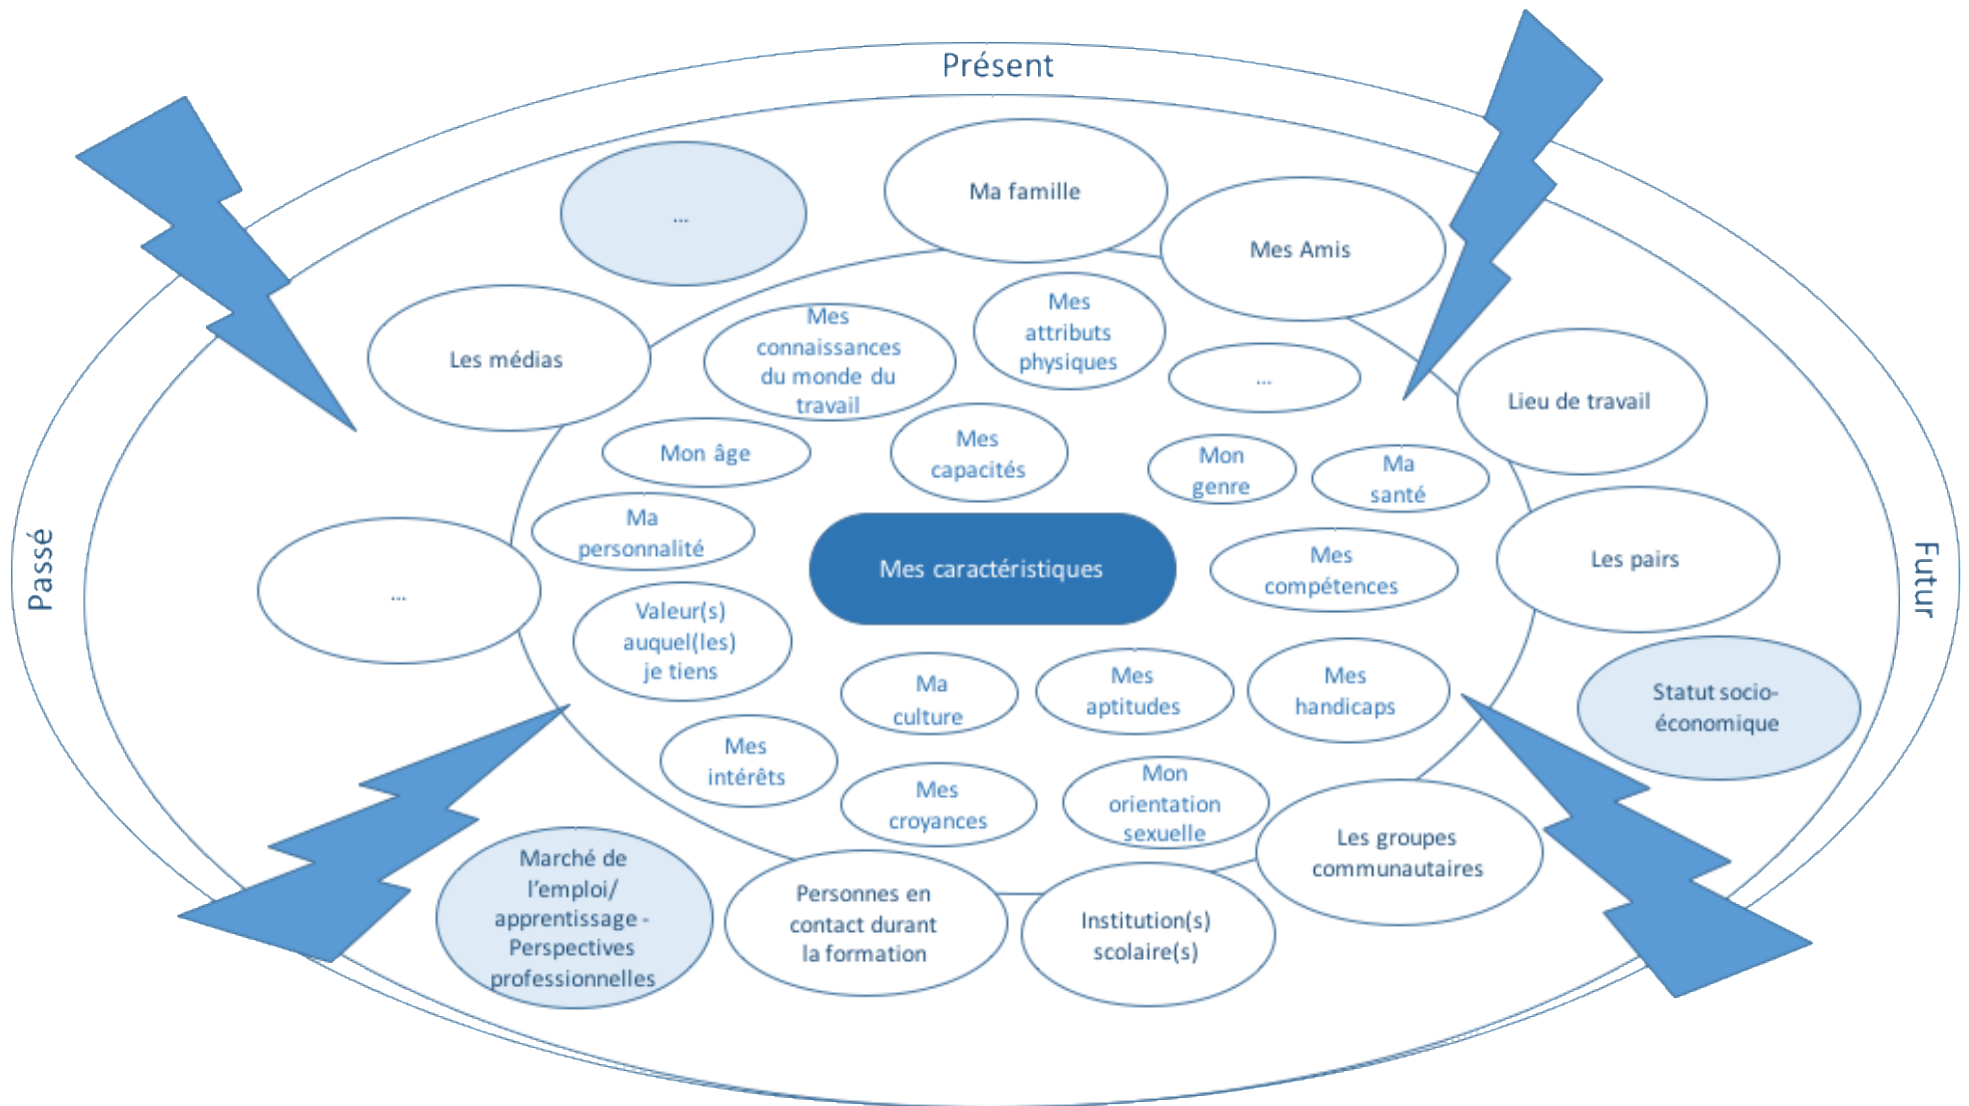 Présent
Passé
Futur
...
Ma famille
Mes Amis
Les médias
Mes
connaissances
du monde du
travail
Mes
attributs
physiques
...
Lieu de travail
Mon âge
Mes
capacités
Mon
genre
Ma
santé
Ma
personnalité
Mes caractéristiques
Mes
compétences
Les pairs
...
Valeur(s)
auquel(les)
je tiens
Ma
culture
Mes
aptitudes
Mes
handicaps
Statut socio-
économique
Mes
intérêts
Mes
croyances
Mon
orientation
sexuelle
Les groupes
communautaires
Marché de
l'emploi/
apprentissage -
Perspectives
professionnelles
Personnes en
contact durant
la formation
Institution(s)
scolaire(s)